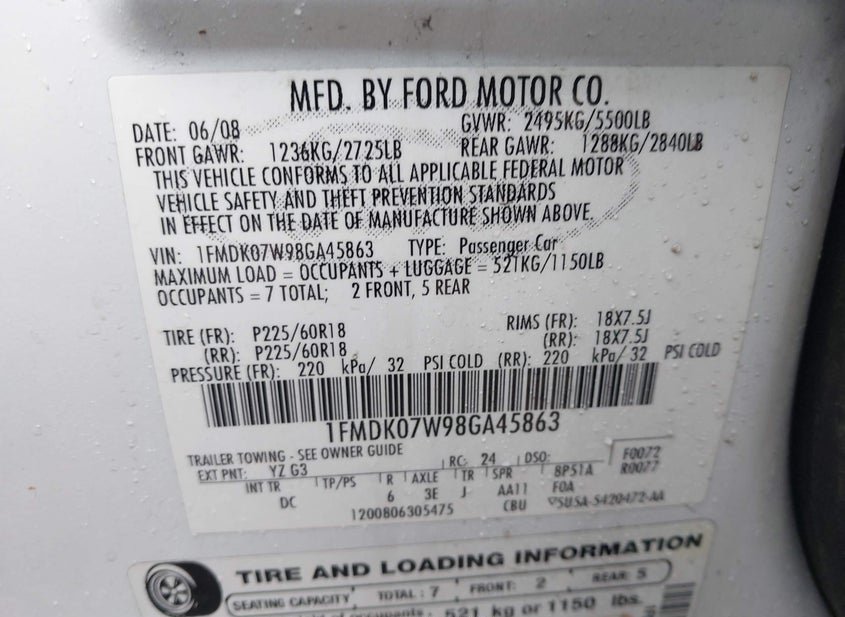 MFD. BY FORD MOTOR CO.
DATE: 06/08 GVWR: 2495KG/5500LB
FRONT GAWR: 1236KG/2725LB REAR GAWR: 1288KG/2840LB
THIS VEHICLE CONFORMS TO ALL APPLICABLE FEDERAL MOTOR
VEHICLE SAFETY AND THEFT PREVENTION STANDARDS
IN EFFECT ON THE DATE OF MANUFACTURE SHOWN ABOVE.
VIN: 1FMDK07W98GA45863 TYPE: Passenger Car
MAXIMUM LOAD = OCCUPANTS + LUGGAGE = 521KG/1150LB
OCCUPANTS = 7 TOTAL; 2 FRONT, 5 REAR
TIRE (FR): P225/60R18 RIMS (FR): 18X7.5J
(RR): P225/60R18 (RR): 18X7.5J
PRESSURE (FR): 220 kPa/ 32 PSI COLD (RR): 220 kPa/ 32 PSI COLD
1FMDK07W98GA45863
TRAILER TOWING - SEE OWNER GUIDE RC: 24 DSO: F0072
EXT PNT: YZ G3 R0077
INT TR TP/PS R AXLE TR SPR 8P51A
DC 6 3E J AA11 F0A
1200806305475 CBU 5U5A-5420472-AA
TIRE AND LOADING INFORMATION
SEATING CAPACITY TOTAL : 7 FRONT: 2 REAR: 5
occupants 521 kg or 1150 lbs.